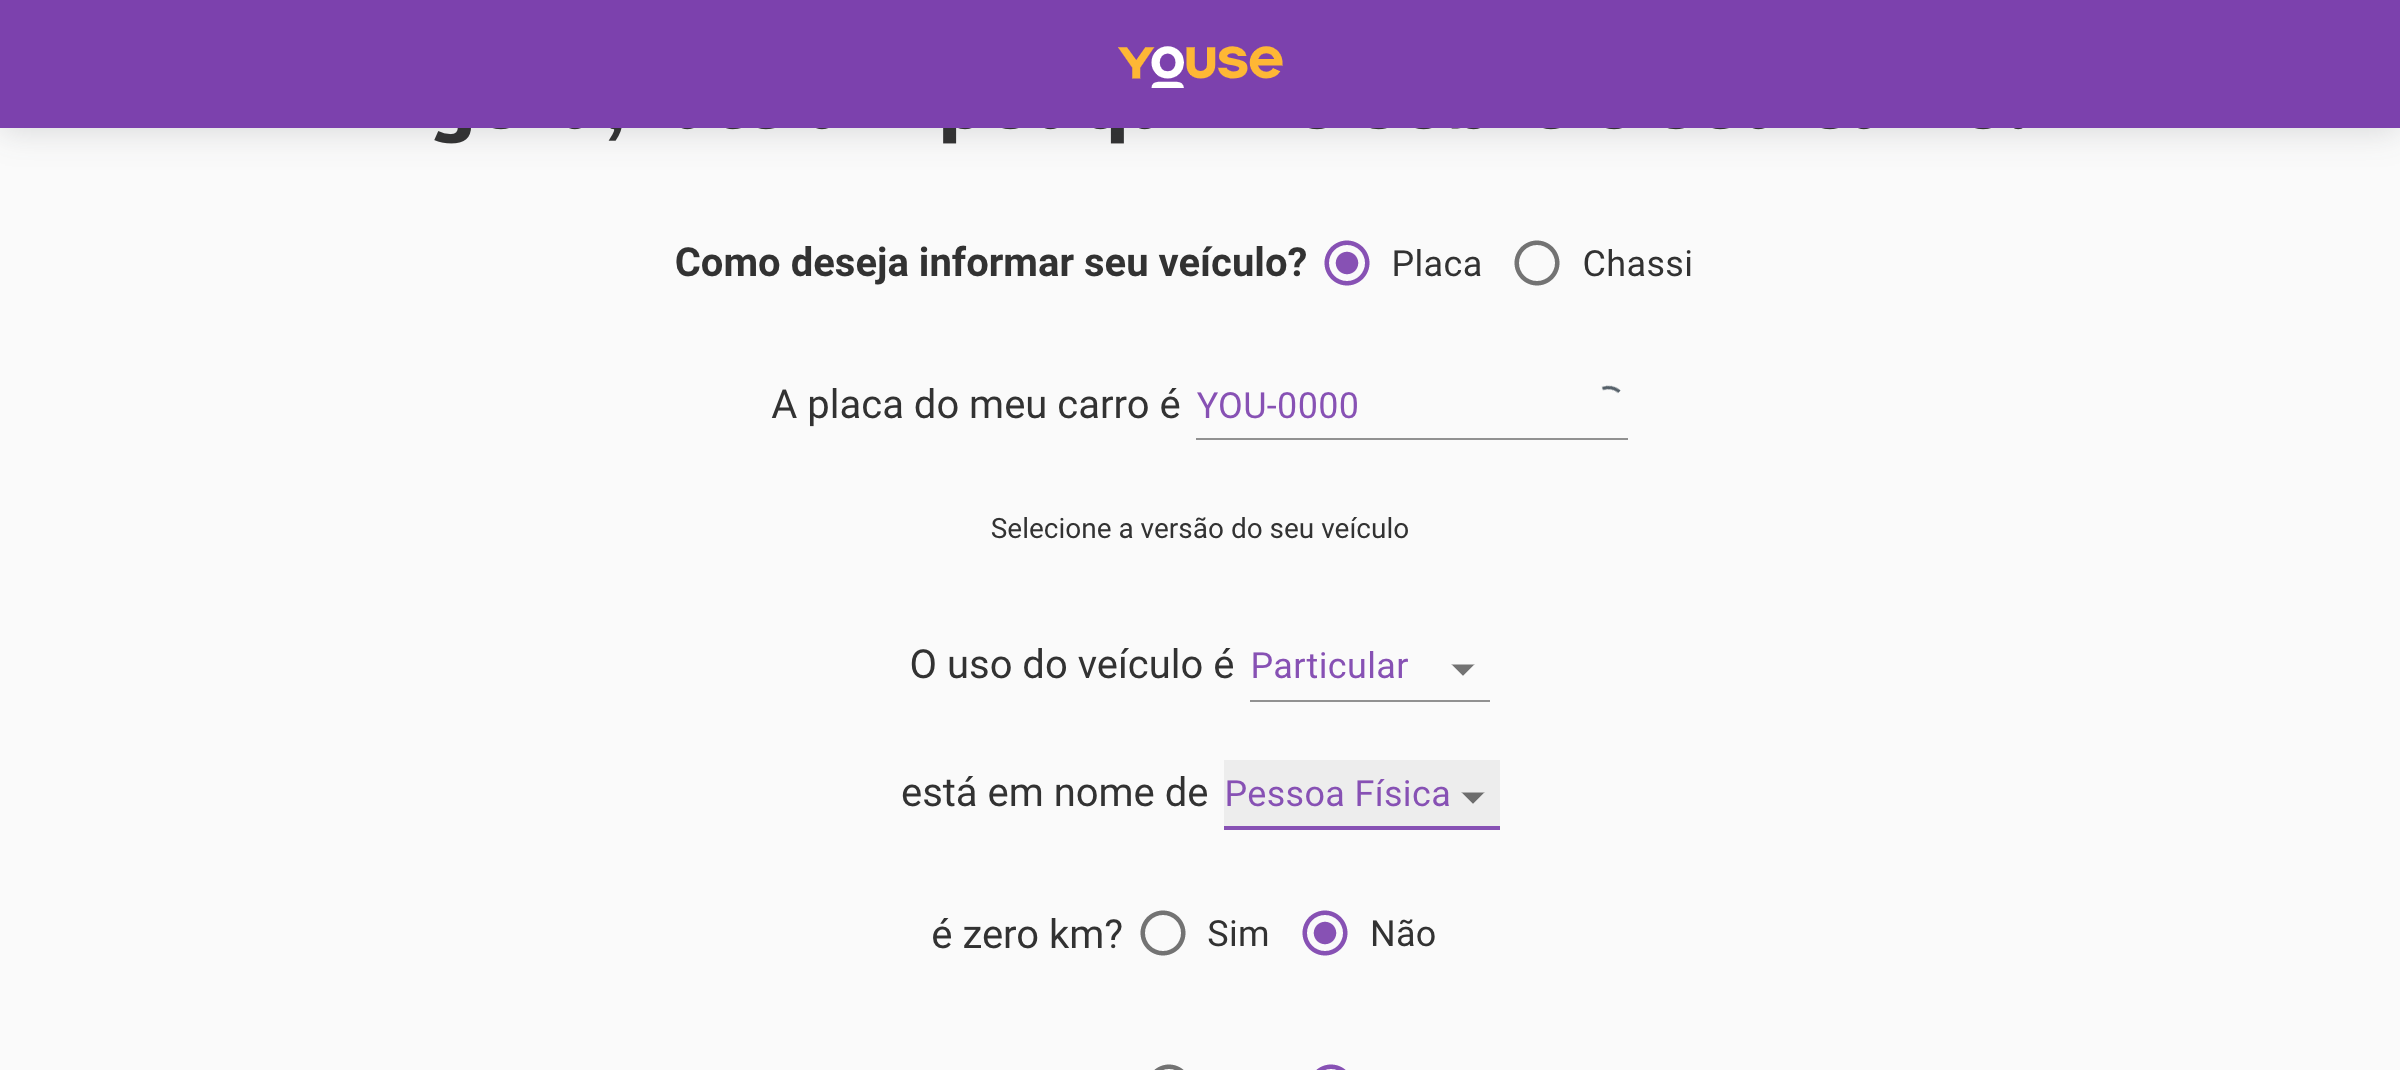 Youse
Como deseja informar seu veículo? Placa Chassi
A placa do meu carro é YOU-0000
Selecione a versão do seu veículo
O uso do veículo é Particular
está em nome de Pessoa Física
é zero km? Sim Não